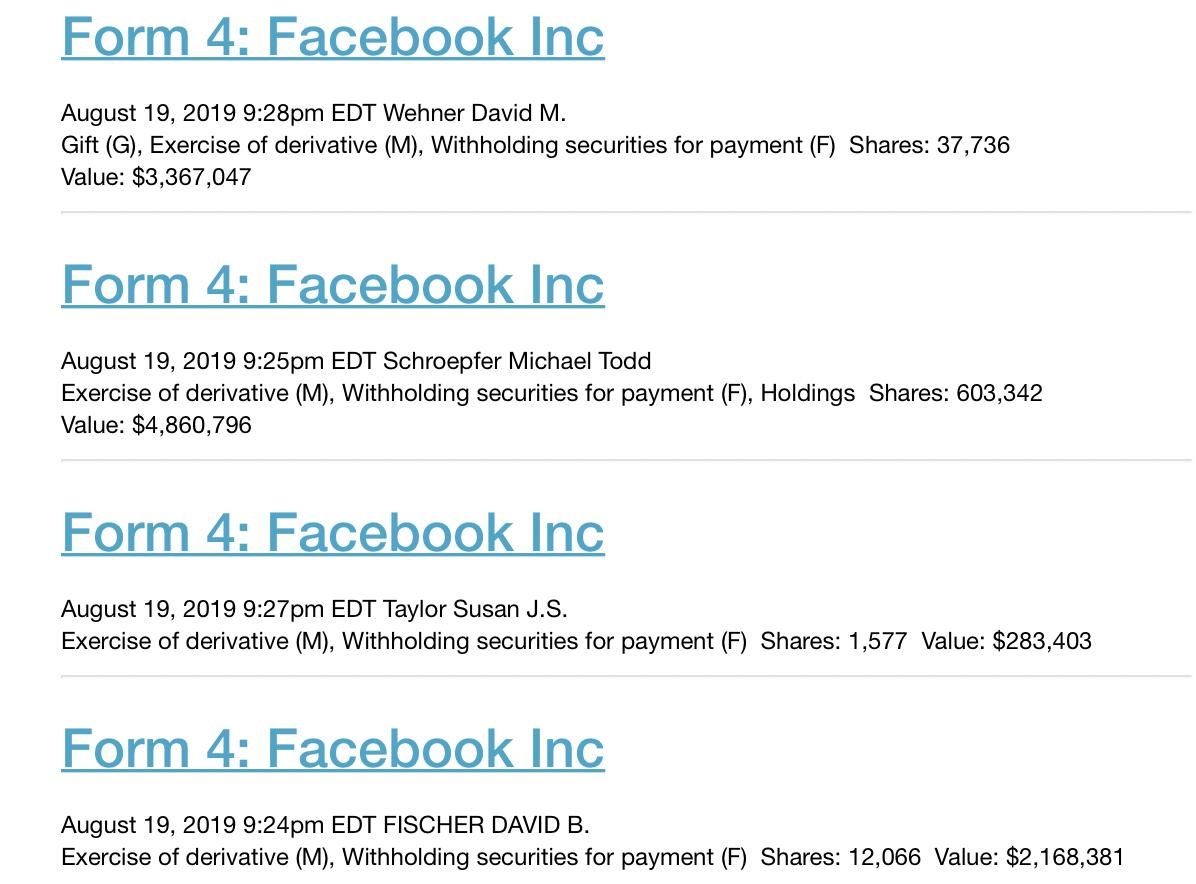 Form 4: Facebook Inc
August 19, 2019 9:28pm EDT Wehner David M.
Gift (G), Exercise of derivative (M), Withholding securities for payment (F)  Shares: 37,736
Value: $3,367,047
Form 4: Facebook Inc
August 19, 2019 9:25pm EDT Schroepfer Michael Todd
Exercise of derivative (M), Withholding securities for payment (F), Holdings  Shares: 603,342
Value: $4,860,796
Form 4: Facebook Inc
August 19, 2019 9:27pm EDT Taylor Susan J.S.
Exercise of derivative (M), Withholding securities for payment (F)  Shares: 1,577  Value: $283,403
Form 4: Facebook Inc
August 19, 2019 9:24pm EDT FISCHER DAVID B.
Exercise of derivative (M), Withholding securities for payment (F)  Shares: 12,066  Value: $2,168,381